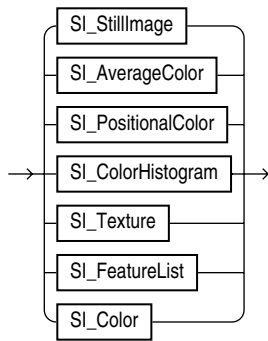 SI_StillImage
SI_AverageColor
SI_PositionalColor
SI_ColorHistogram
SI_Texture
SI_FeatureList
SI_Color